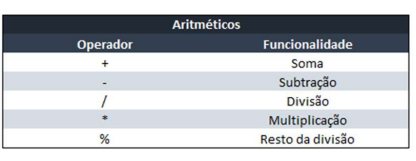 Aritméticos
Operador Funcionalidade
+ Soma
- Subtração
/ Divisão
* Multiplicação
% Resto da divisão